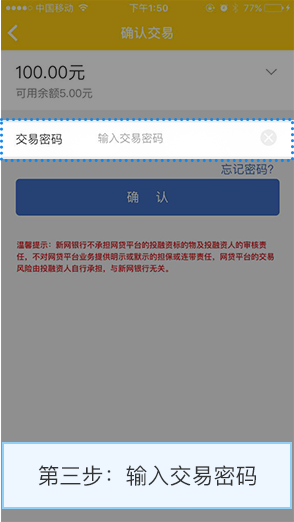 中国移动 下午1:50 77%
确认交易
100.00元
可用余额5.00元
交易密码 输入交易密码
忘记密码?
确 认
温馨提示：新网银行不承担网贷平台的投融资标的物及投融资人的审核责
任，不对网贷平台业务提供明示或默示的担保或连带责任，网贷平台的交易
风险由投融资人自行承担，与新网银行无关。
第三步：输入交易密码